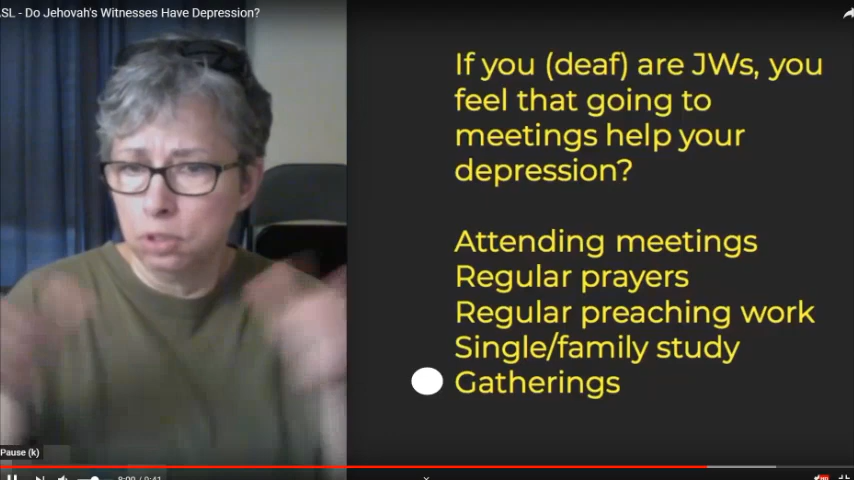 ASL - Do Jehovah's Witnesses Have Depression?
If you (deaf) are JWs, you
feel that going to
meetings help your
depression?
Attending meetings
Regular prayers
Regular preaching work
Single/family study
Gatherings
Pause (k)